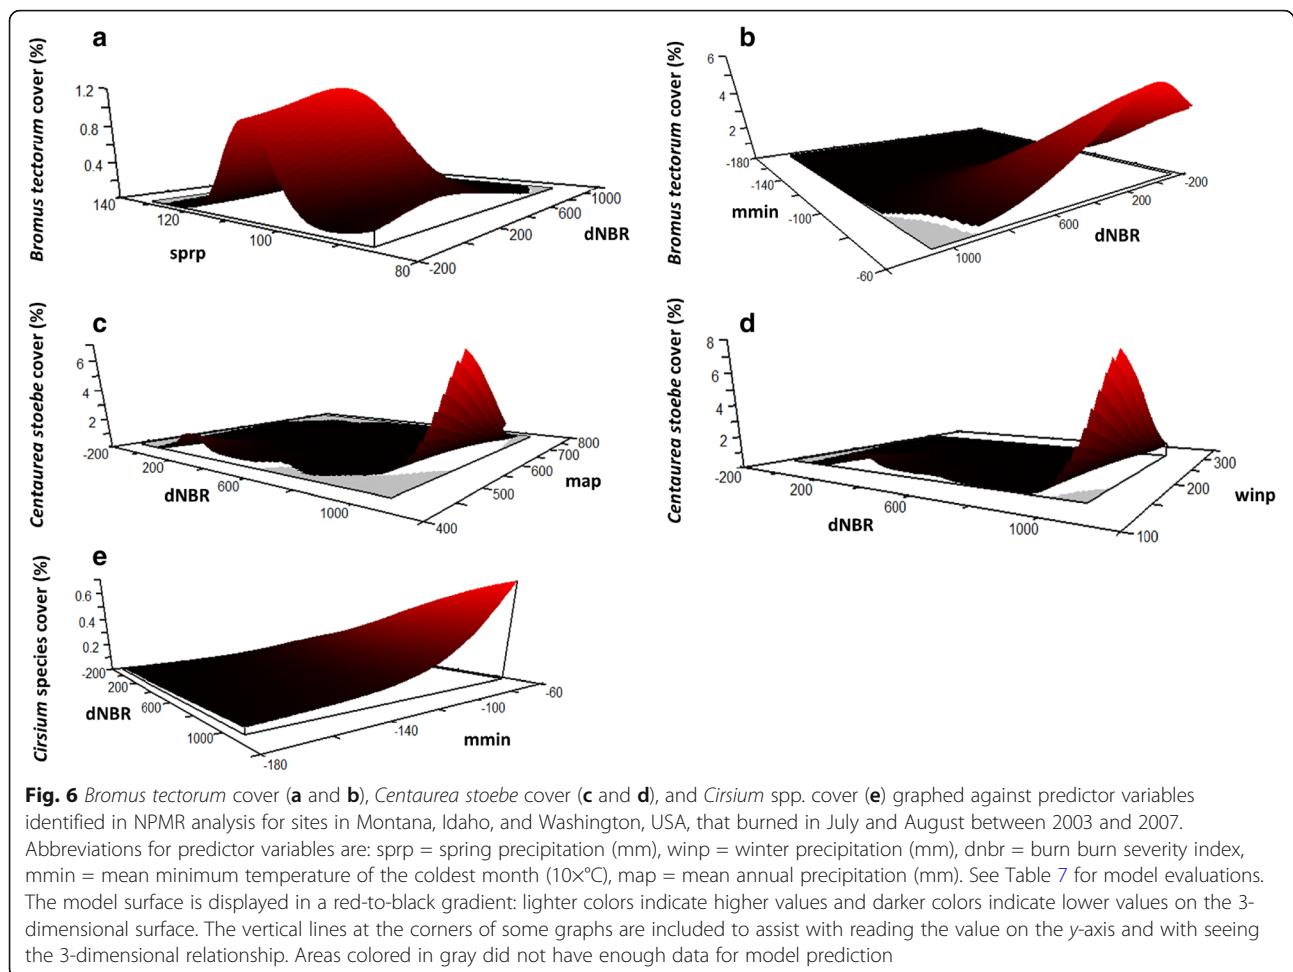 a
Bromus tectorum cover (%)
1.2
0.8
0.4
140
120
100
80
sprp
-200
200
600
1000
dNBR
b
Bromus tectorum cover (%)
6
4
2
-180
-140
-100
-60
mmin
1000
600
200
-200
dNBR
c
Centaurea stoebe cover (%)
6
4
2
-200
200
600
1000
dNBR
400
500
600
700
800
map
d
Centaurea stoebe cover (%)
8
6
4
2
-200
200
600
1000
dNBR
100
200
300
winp
e
Cirsium species cover (%)
0.6
0.4
0.2
-200
200
600
1000
dNBR
-180
-140
-100
-60
mmin
Fig. 6 Bromus tectorum cover (a and b), Centaurea stoebe cover (c and d), and Cirsium spp. cover (e) graphed against predictor variables
identified in NPMR analysis for sites in Montana, Idaho, and Washington, USA, that burned in July and August between 2003 and 2007.
Abbreviations for predictor variables are: sprp = spring precipitation (mm), winp = winter precipitation (mm), dnbr = burn burn severity index,
mmin = mean minimum temperature of the coldest month (10×°C), map = mean annual precipitation (mm). See Table 7 for model evaluations.
The model surface is displayed in a red-to-black gradient: lighter colors indicate higher values and darker colors indicate lower values on the 3-
dimensional surface. The vertical lines at the corners of some graphs are included to assist with reading the value on the y-axis and with seeing
the 3-dimensional relationship. Areas colored in gray did not have enough data for model prediction